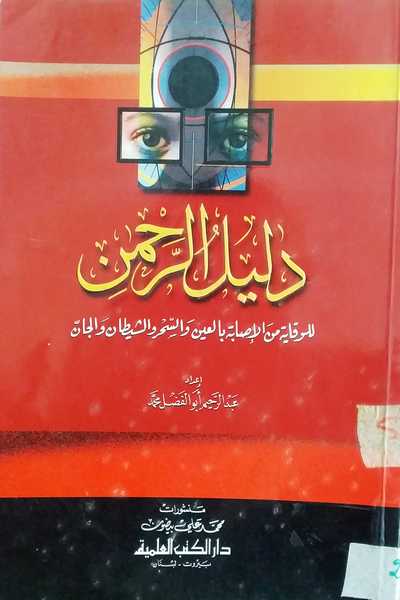 دليل الرحمن
للوقاية من الإصابة بالعين والسحر والشيطان والجان
إعداد
عبد الرحيم أبو الفضل محمد
منشورات
محمد علي بيضون
دار الكتب العلمية
بيروت - لبنان